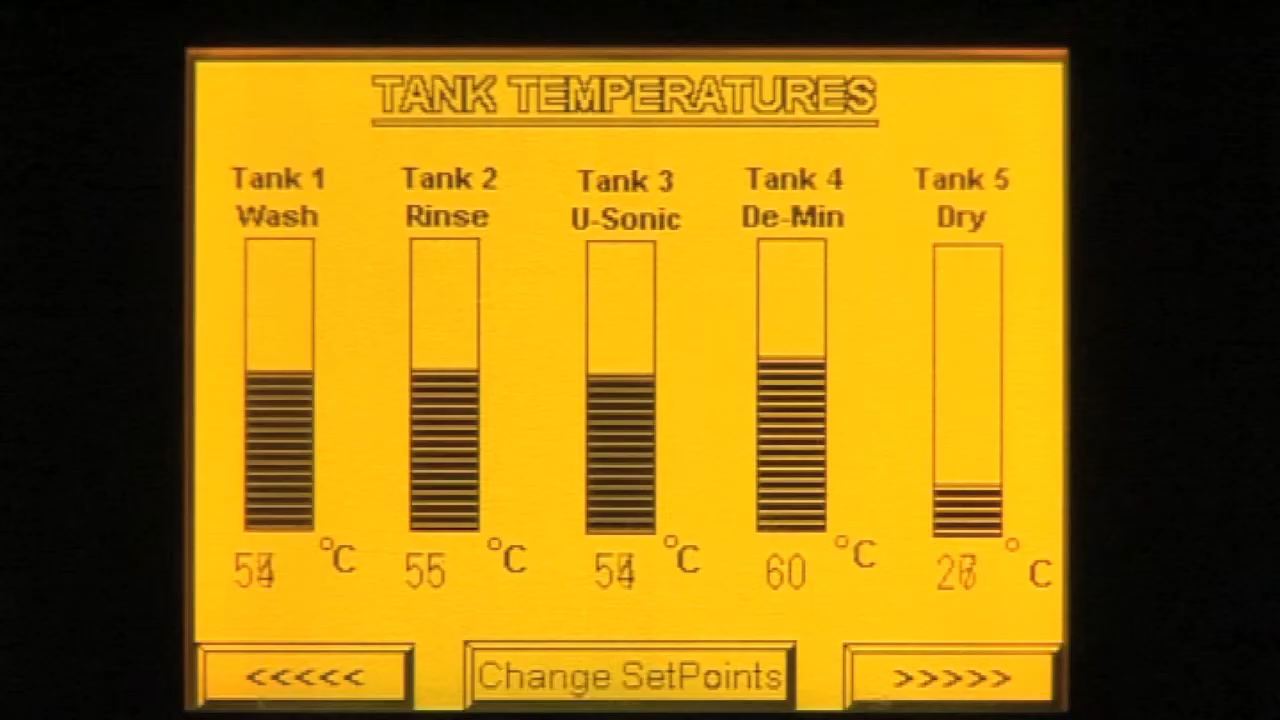 TANK TEMPERATURES
Tank 1 Tank 2 Tank 3 Tank 4 Tank 5
Wash Rinse U-Sonic De-Min Dry
°C 55 °C °C 60 °C ° C
<<<<< Change SetPoints >>>>>